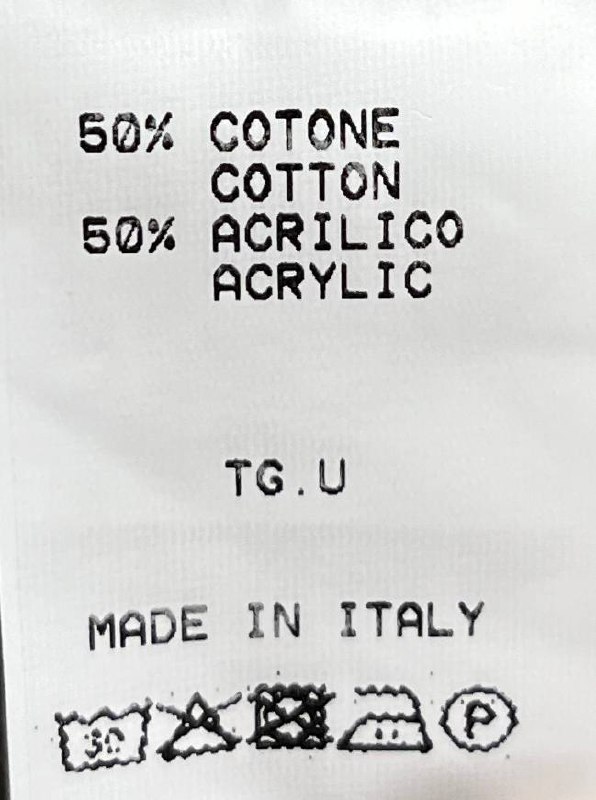 50% COTONE
COTTON
50% ACRILICO
ACRYLIC
TG.U
MADE IN ITALY
30 P